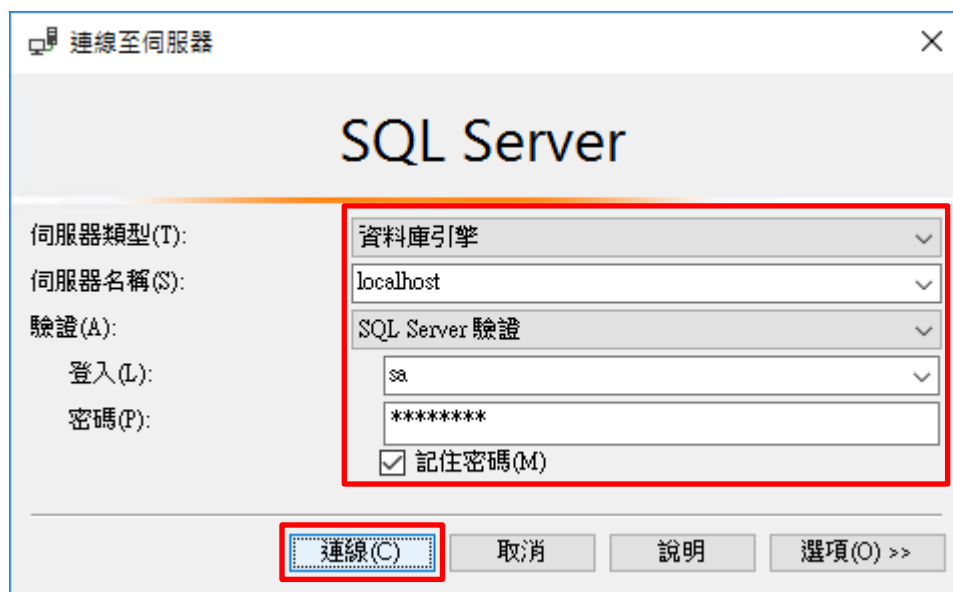 連線至伺服器
SQL Server
伺服器類型(T): 資料庫引擎
伺服器名稱(S): localhost
驗證(A): SQL Server 驗證
登入(L): sa
密碼(P): ********
記住密碼(M)
連線(C) 取消 說明 選項(O) >>